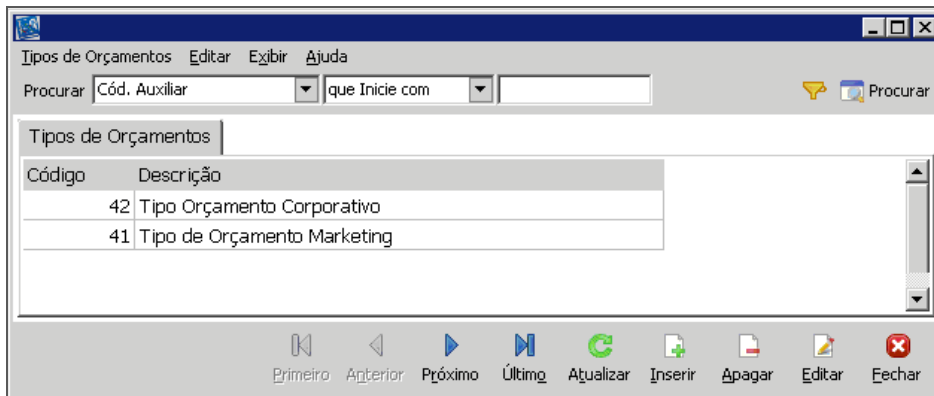 Tipos de Orçamentos Editar Exibir Ajuda
Procurar Cód. Auxiliar que Inicie com Procurar
Tipos de Orçamentos
Código Descrição
42 Tipo Orçamento Corporativo
41 Tipo de Orçamento Marketing
Primeiro Anterior Próximo Último Atualizar Inserir Apagar Editar Fechar